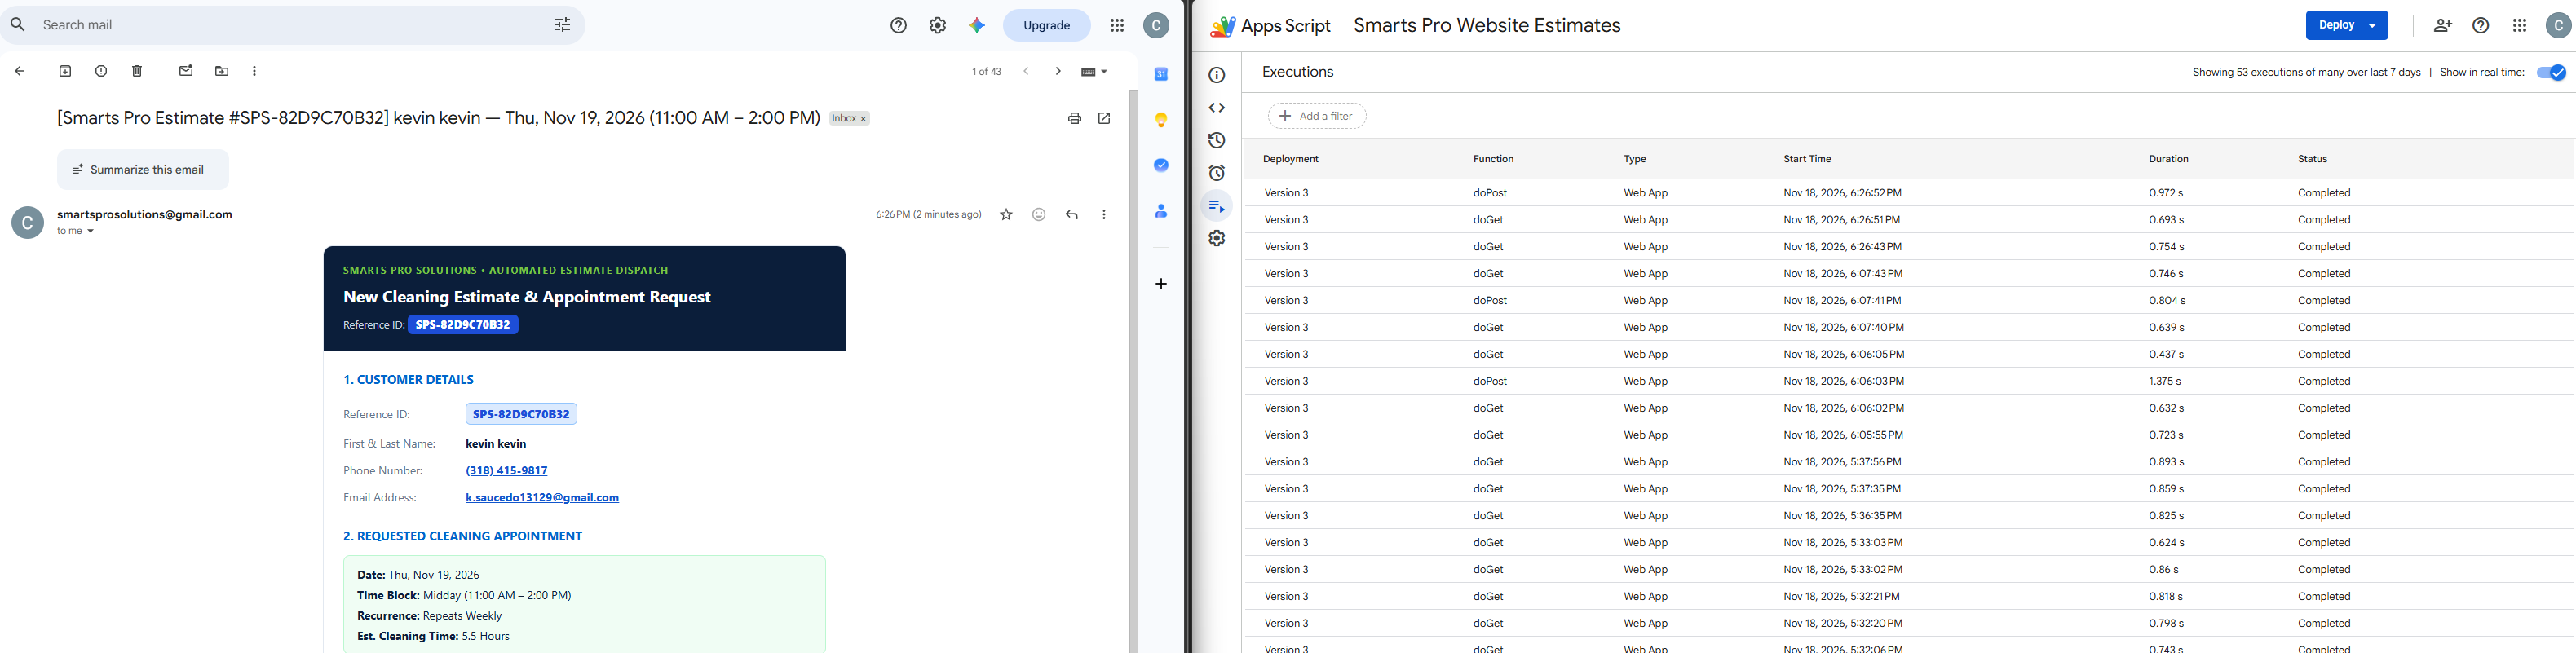 Search mail
Upgrade
C
1 of 43
[Smarts Pro Estimate #SPS-82D9C70B32] kevin kevin — Thu, Nov 19, 2026 (11:00 AM – 2:00 PM) Inbox ×
Summarize this email
C
smartsprosolutions@gmail.com
6:26 PM (2 minutes ago)
to me
SMARTS PRO SOLUTIONS • AUTOMATED ESTIMATE DISPATCH
New Cleaning Estimate & Appointment Request
Reference ID: SPS-82D9C70B32
1. CUSTOMER DETAILS
Reference ID: SPS-82D9C70B32
First & Last Name: kevin kevin
Phone Number: (318) 415-9817
Email Address: k.saucedo13129@gmail.com
2. REQUESTED CLEANING APPOINTMENT
Date: Thu, Nov 19, 2026
Time Block: Midday (11:00 AM – 2:00 PM)
Recurrence: Repeats Weekly
Est. Cleaning Time: 5.5 Hours
31
Apps Script Smarts Pro Website Estimates
Deploy
C
Executions
Showing 53 executions of many over last 7 days | Show in real time:
Add a filter
Deployment Function Type Start Time Duration Status
Version 3 doPost Web App Nov 18, 2026, 6:26:52 PM 0.972 s Completed
Version 3 doGet Web App Nov 18, 2026, 6:26:51 PM 0.693 s Completed
Version 3 doGet Web App Nov 18, 2026, 6:26:43 PM 0.754 s Completed
Version 3 doGet Web App Nov 18, 2026, 6:07:43 PM 0.746 s Completed
Version 3 doPost Web App Nov 18, 2026, 6:07:41 PM 0.804 s Completed
Version 3 doGet Web App Nov 18, 2026, 6:07:40 PM 0.639 s Completed
Version 3 doGet Web App Nov 18, 2026, 6:06:05 PM 0.437 s Completed
Version 3 doPost Web App Nov 18, 2026, 6:06:03 PM 1.375 s Completed
Version 3 doGet Web App Nov 18, 2026, 6:06:02 PM 0.632 s Completed
Version 3 doGet Web App Nov 18, 2026, 6:05:55 PM 0.723 s Completed
Version 3 doGet Web App Nov 18, 2026, 5:37:56 PM 0.893 s Completed
Version 3 doGet Web App Nov 18, 2026, 5:37:35 PM 0.859 s Completed
Version 3 doGet Web App Nov 18, 2026, 5:36:35 PM 0.825 s Completed
Version 3 doGet Web App Nov 18, 2026, 5:33:03 PM 0.624 s Completed
Version 3 doGet Web App Nov 18, 2026, 5:33:02 PM 0.86 s Completed
Version 3 doGet Web App Nov 18, 2026, 5:32:21 PM 0.818 s Completed
Version 3 doGet Web App Nov 18, 2026, 5:32:20 PM 0.798 s Completed
Version 3 doGet Web App Nov 18, 2026, 5:32:06 PM 0.743 s Completed